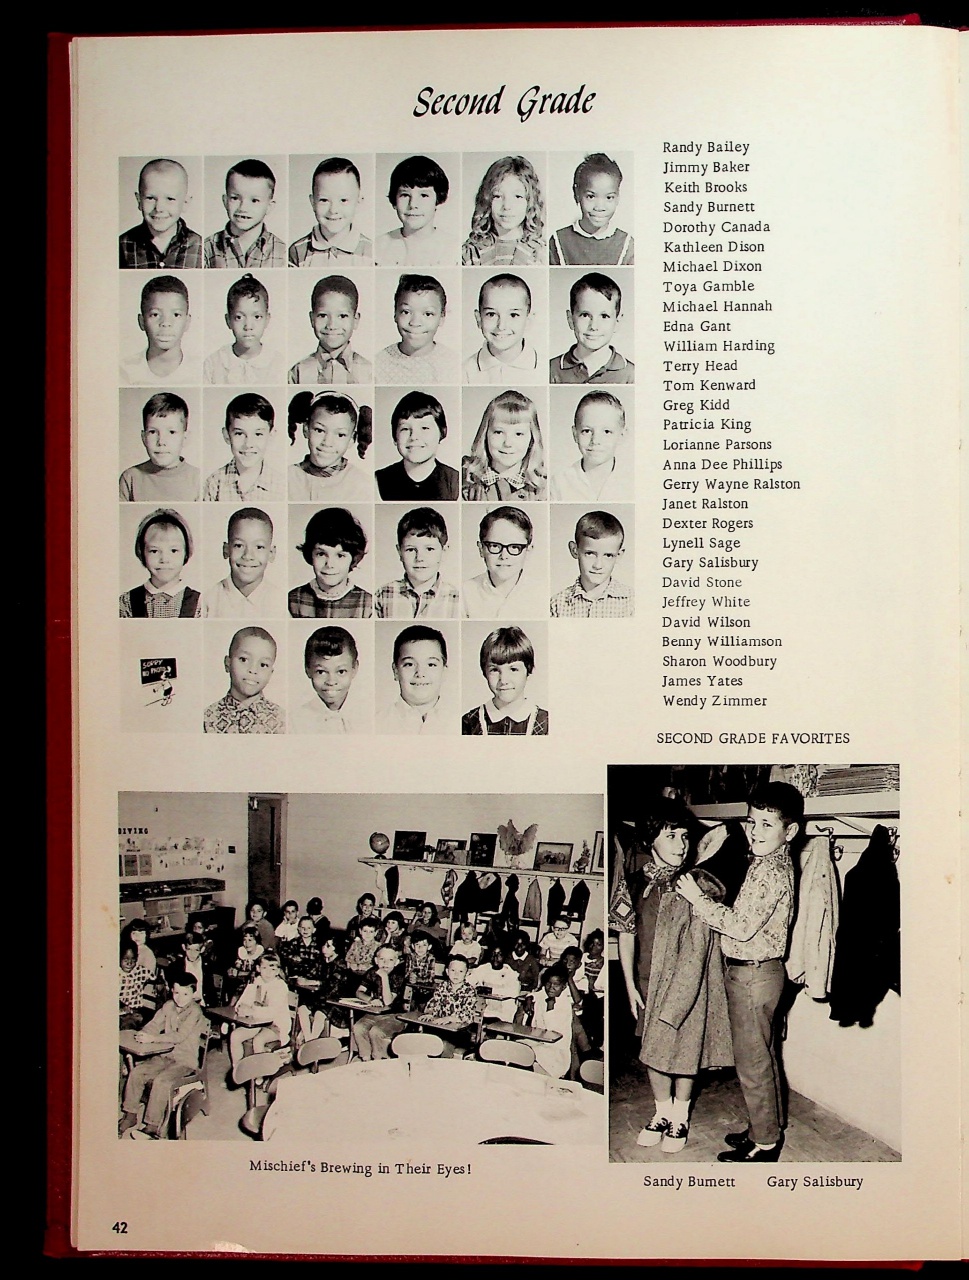 Second Grade
Randy Bailey
Jimmy Baker
Keith Brooks
Sandy Burnett
Dorothy Canada
Kathleen Dison
Michael Dixon
Toya Gamble
Michael Hannah
Edna Gant
William Harding
Terry Head
Tom Kenward
Greg Kidd
Patricia King
Lorianne Parsons
Anna Dee Phillips
Gerry Wayne Ralston
Janet Ralston
Dexter Rogers
Lynell Sage
Gary Salisbury
David Stone
Jeffrey White
David Wilson
Benny Williamson
Sharon Woodbury
James Yates
Wendy Zimmer
SORRY
NO PHOTO
SECOND GRADE FAVORITES
Mischief's Brewing in Their Eyes!
Sandy Burnett Gary Salisbury
42